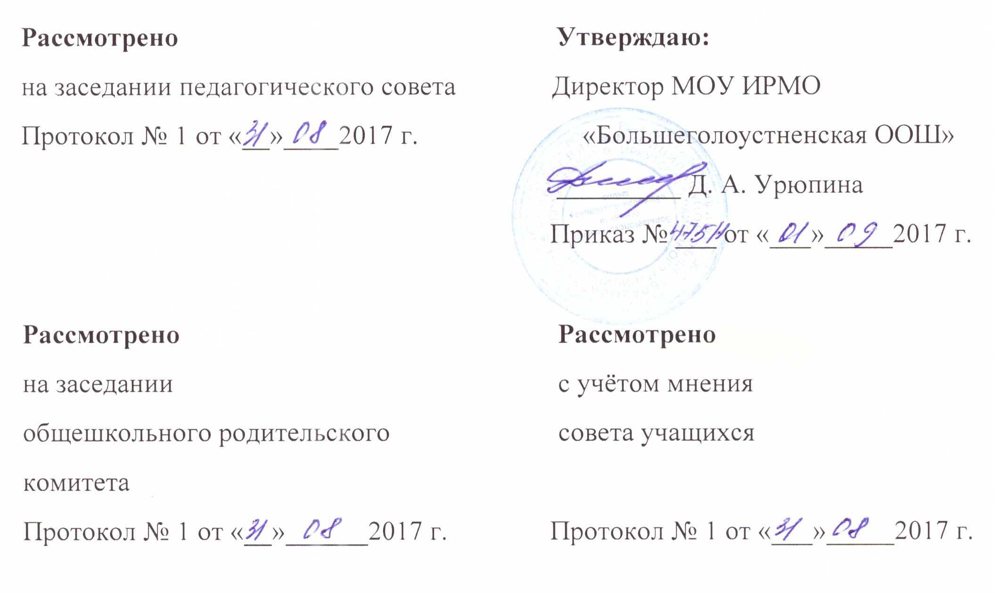 Рассмотрено
на заседании педагогического совета
Протокол № 1 от «31» 08 2017 г.
Утверждаю:
Директор МОУ ИРМО
«Большеголоустненская ООШ»
Д. А. Урюпина
Приказ № от «01» 09 2017 г.
Рассмотрено
на заседании
общешкольного родительского
комитета
Протокол № 1 от «31» 08 2017 г.
Рассмотрено
с учётом мнения
совета учащихся
Протокол № 1 от «31» 08 2017 г.